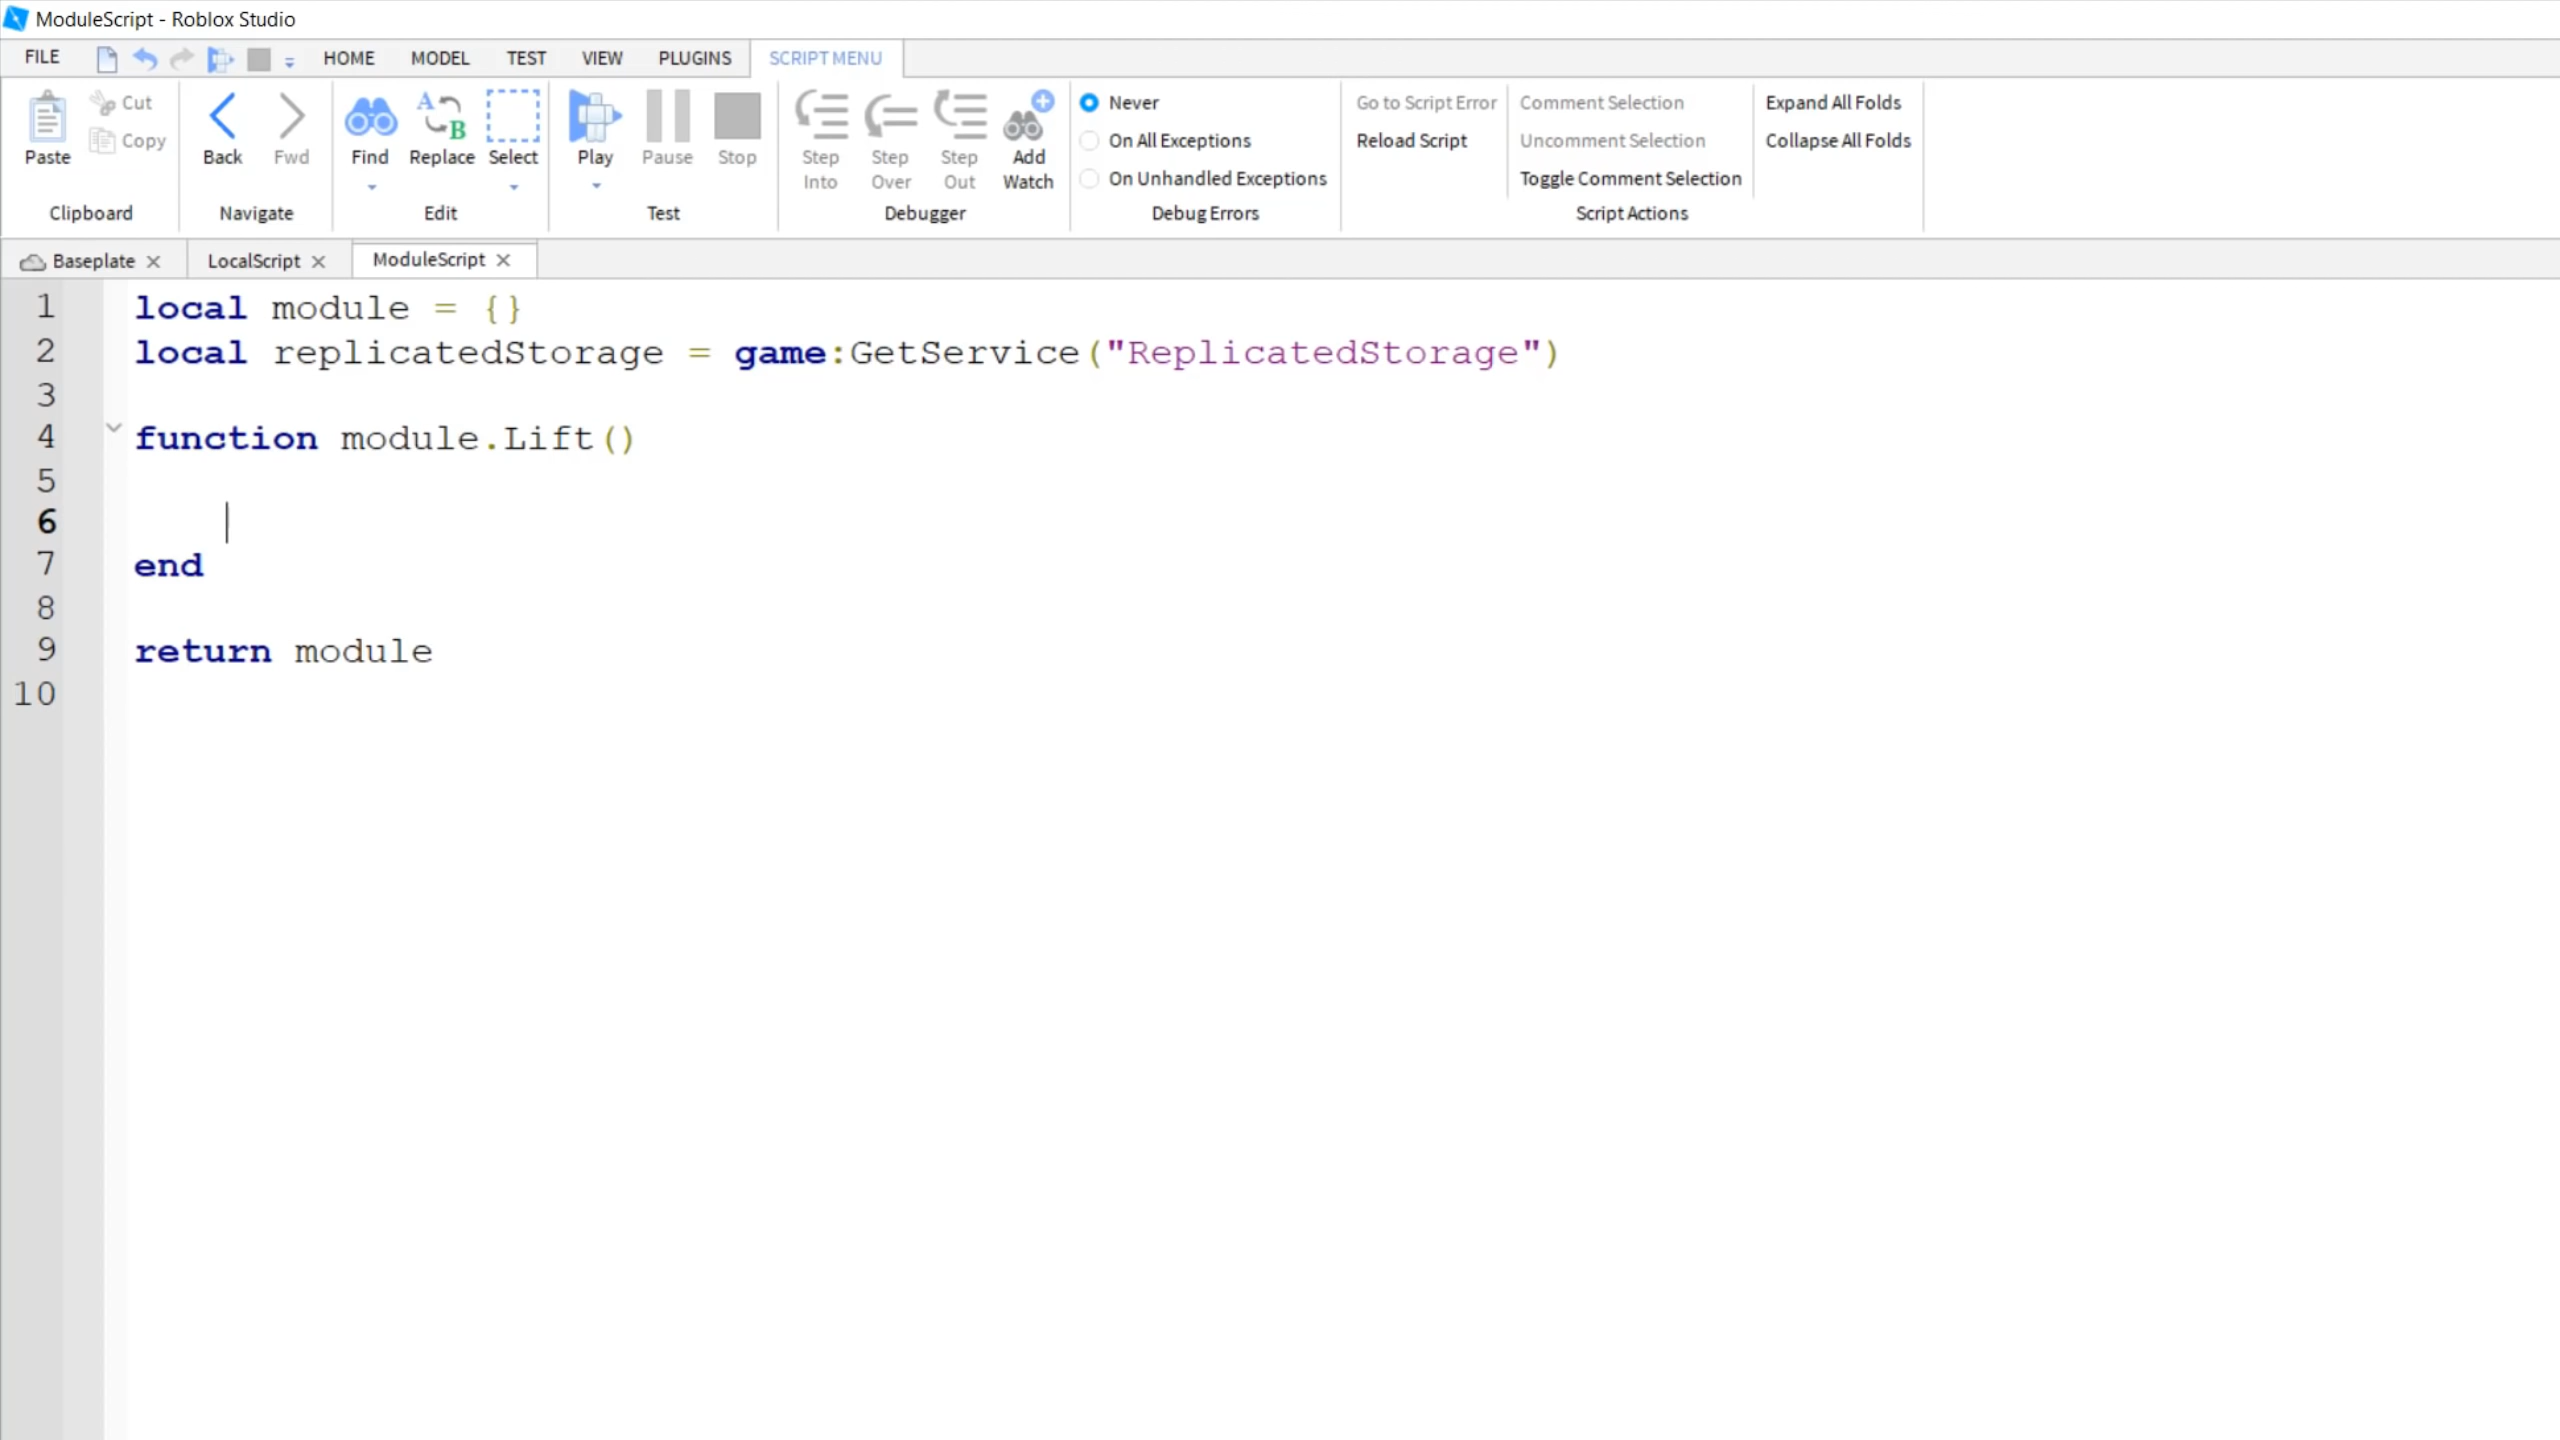 ModuleScript - Roblox Studio
FILE HOME MODEL TEST VIEW PLUGINS SCRIPT MENU
Paste Cut Copy
Clipboard
Back Fwd
Navigate
Find Replace Select
Edit
Play Pause Stop
Test
Step Into Step Over Step Out Add Watch
Debugger
Never
On All Exceptions
On Unhandled Exceptions
Debug Errors
Go to Script Error
Reload Script
Comment Selection
Uncomment Selection
Toggle Comment Selection
Expand All Folds
Collapse All Folds
Script Actions
Baseplate LocalScript ModuleScript
1 local module = {}
2 local replicatedStorage = game:GetService("ReplicatedStorage")
3
4 function module.Lift()
5
6
7 end
8
9 return module
10